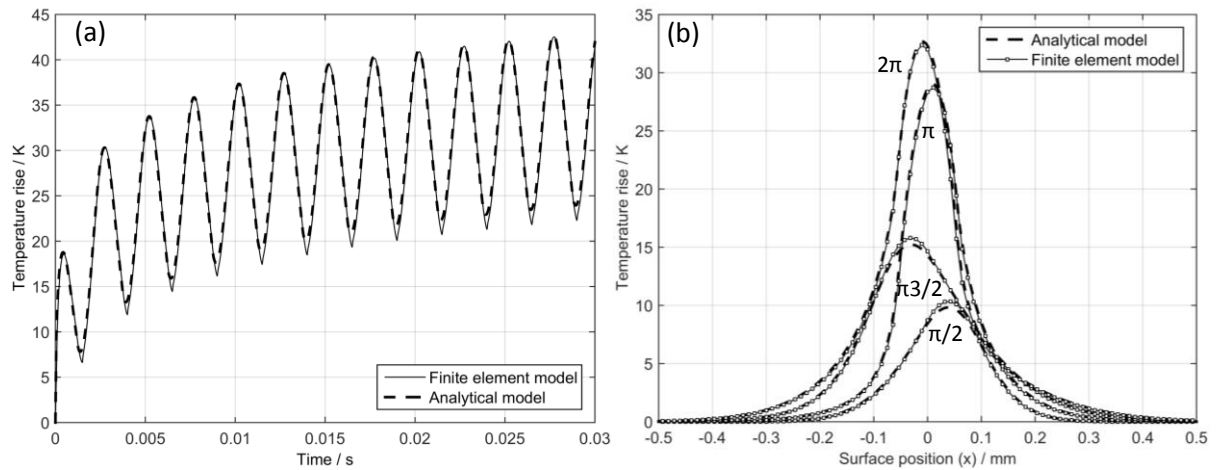 (a)
Temperature rise / K
45
40
35
30
25
20
15
10
5
0
0
0.005
0.01
0.015
0.02
0.025
0.03
Time / s
Finite element model
Analytical model
(b)
Temperature rise / K
35
30
25
20
15
10
5
0
-0.5
-0.4
-0.3
-0.2
-0.1
0
0.1
0.2
0.3
0.4
0.5
Surface position (x) / mm
Analytical model
Finite element model
2π
π
π3/2
π/2